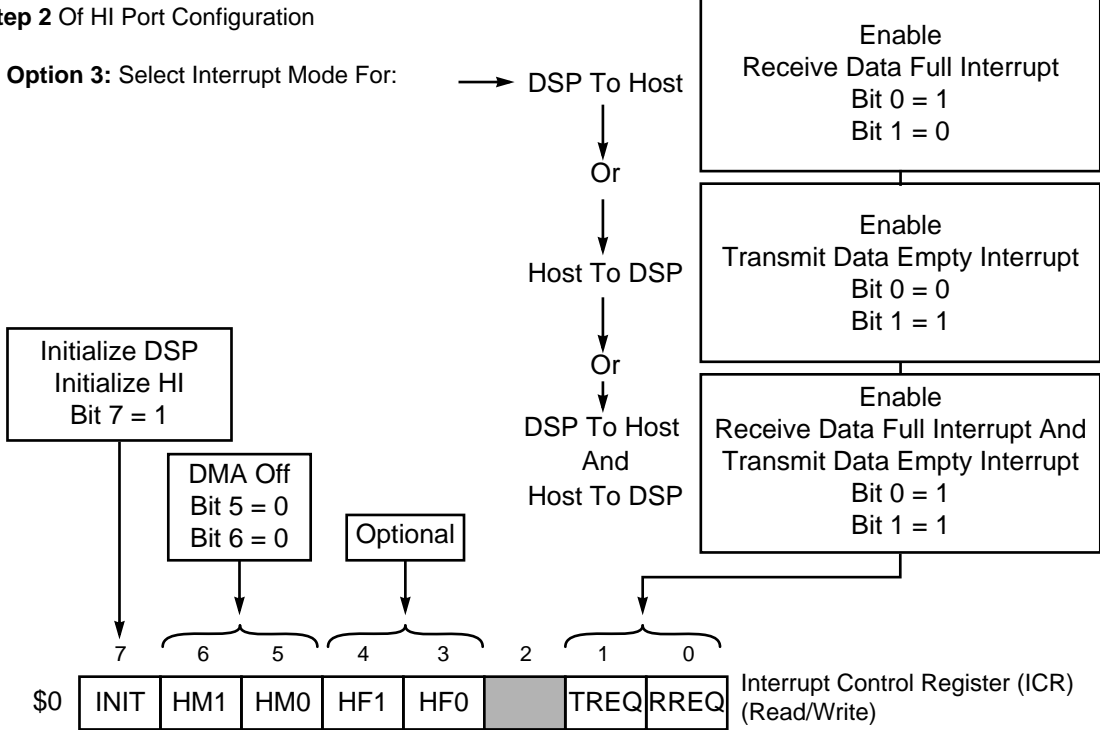 tep 2 Of HI Port Configuration
Option 3: Select Interrupt Mode For:
DSP To Host
Or
Host To DSP
Or
DSP To Host
And
Host To DSP
Enable
Receive Data Full Interrupt
Bit 0 = 1
Bit 1 = 0
Enable
Transmit Data Empty Interrupt
Bit 0 = 0
Bit 1 = 1
Enable
Receive Data Full Interrupt And
Transmit Data Empty Interrupt
Bit 0 = 1
Bit 1 = 1
Initialize DSP
Initialize HI
Bit 7 = 1
DMA Off
Bit 5 = 0
Bit 6 = 0
Optional
7 6 5 4 3 2 1 0
$0 INIT HM1 HM0 HF1 HF0 TREQ RREQ
Interrupt Control Register (ICR)
(Read/Write)